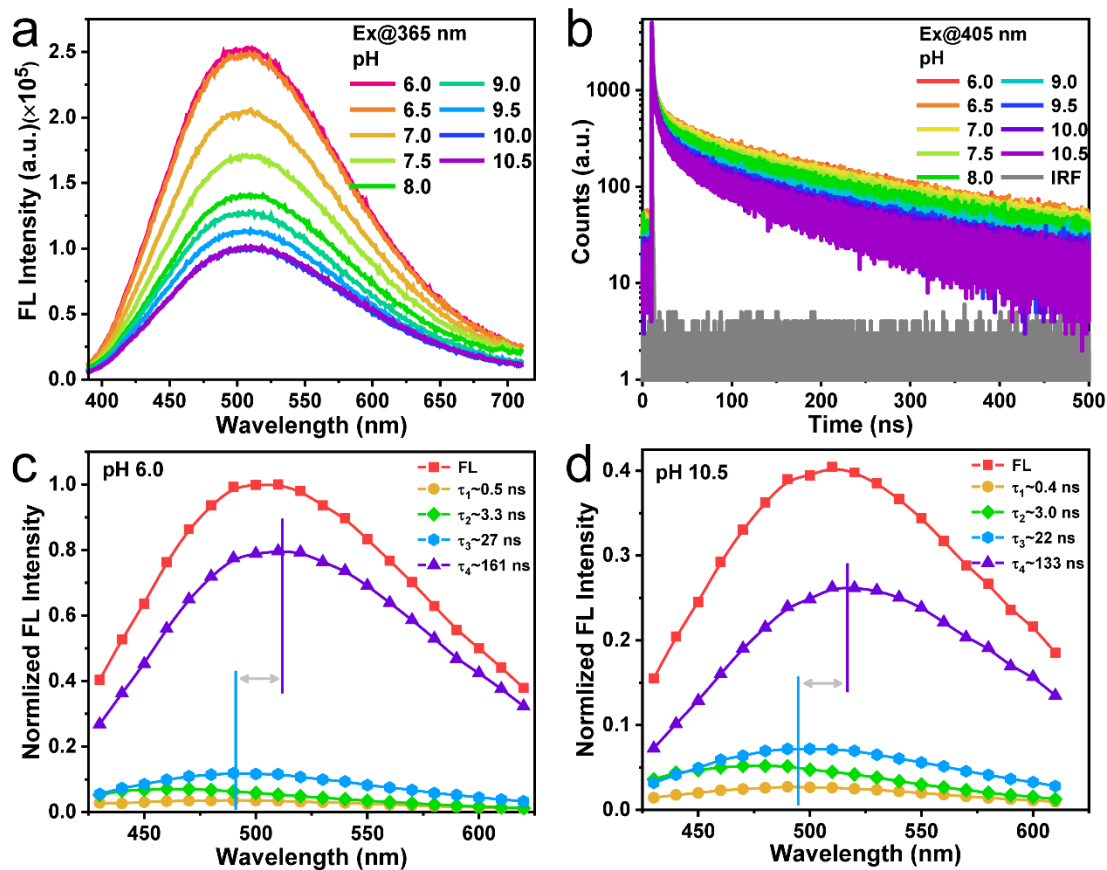 a
Ex@365 nm
pH
6.0 9.0
6.5 9.5
7.0 10.0
7.5 10.5
8.0
FL Intensity (a.u.)(×10⁵)
2.5
2.0
1.5
1.0
0.5
0.0
400 450 500 550 600 650 700
Wavelength (nm)
b
Ex@405 nm
pH
6.0 9.0
6.5 9.5
7.0 10.0
7.5 10.5
8.0 IRF
Counts (a.u.)
1000
100
10
1
0 100 200 300 400 500
Time (ns)
c
pH 6.0
FL
τ₁~0.5 ns
τ₂~3.3 ns
τ₃~27 ns
τ₄~161 ns
Normlized FL Intensity
1.0
0.8
0.6
0.4
0.2
0.0
450 500 550 600
Wavelength (nm)
d
pH 10.5
FL
τ₁~0.4 ns
τ₂~3.0 ns
τ₃~22 ns
τ₄~133 ns
Normlized FL Intensity
0.4
0.3
0.2
0.1
0.0
450 500 550 600
Wavelength (nm)